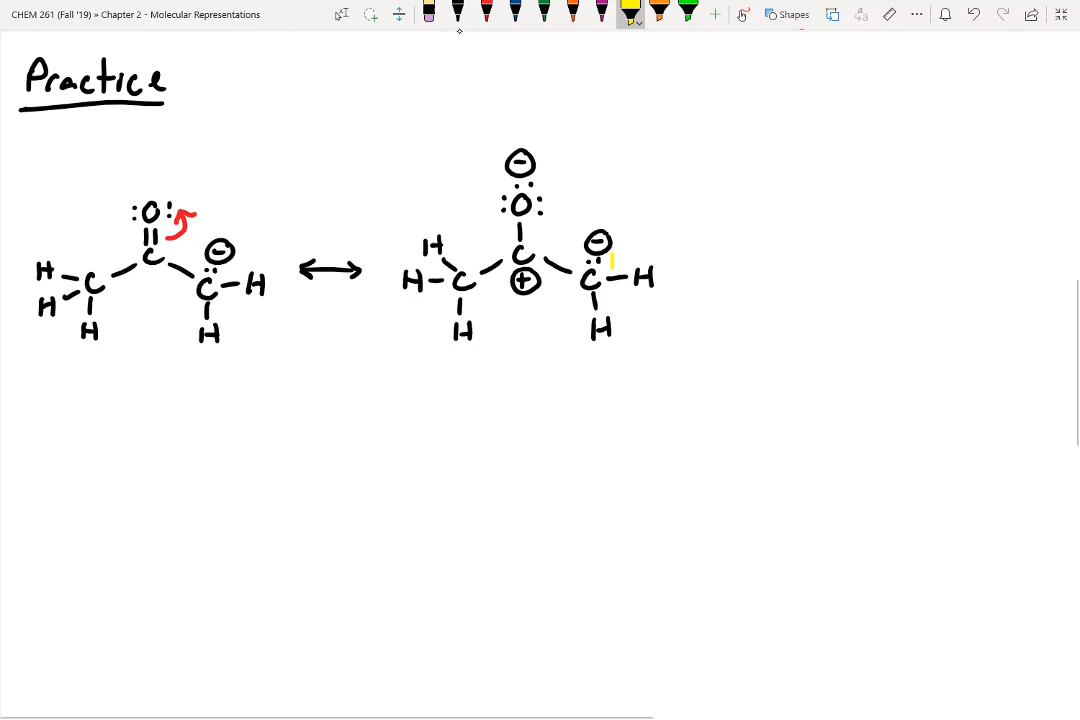 CHEM 261 (Fall '19) » Chapter 2 - Molecular Representations
Shapes
Practice
⊖
:O: :O:
C ⊖ H C ⊖
H C C H H C ⊕ C H
H
H H H H